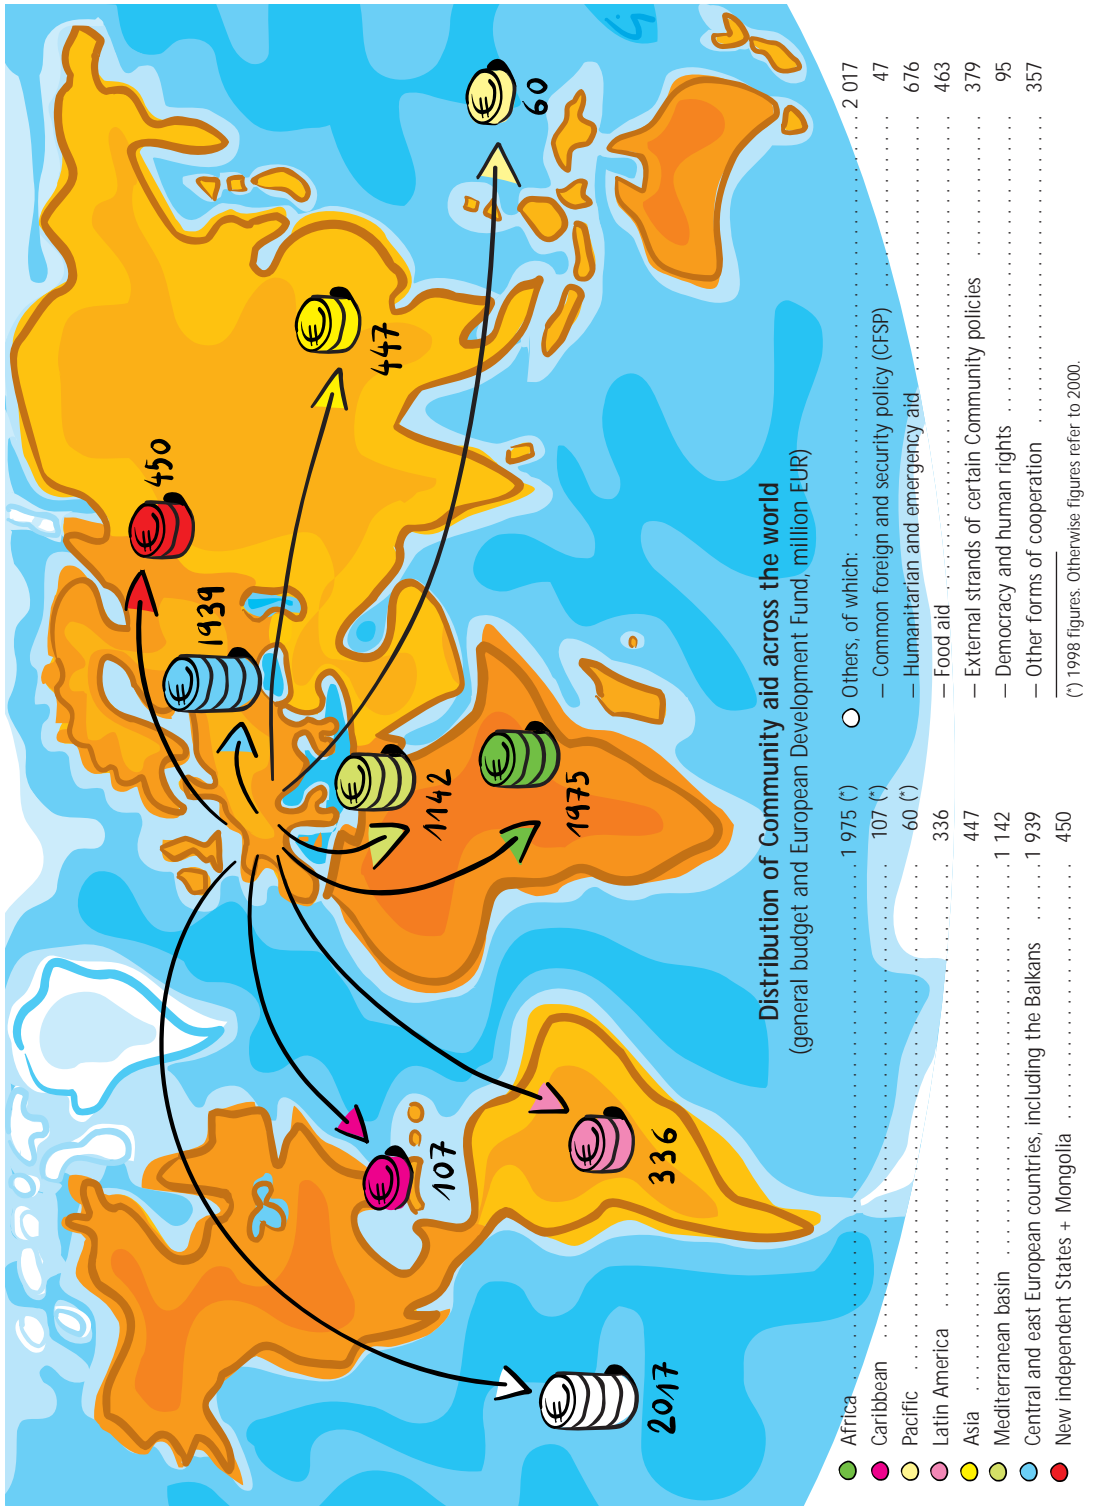 450
60
447
1939
1142
1975
107
336
2017
Distribution of Community aid across the world
(general budget and European Development Fund, million EUR)
Africa 1 975 (*)
Caribbean 107 (*)
Pacific 60 (*)
Latin America 336
Asia 447
Mediterranean basin 1 142
Central and east European countries, including the Balkans 1 939
New independent States + Mongolia 450
Others, of which: 2 017
– Common foreign and security policy (CFSP) 47
– Humanitarian and emergency aid 676
– Food aid 463
– External strands of certain Community policies 379
– Democracy and human rights 95
– Other forms of cooperation 357
(*) 1998 figures. Otherwise figures refer to 2000.